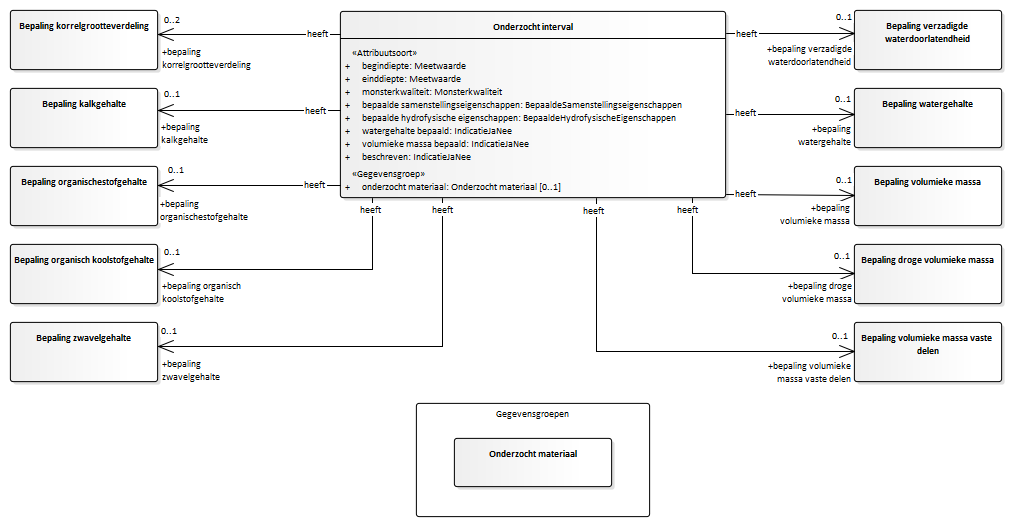 Bepaling korrelgrootteverdeling
0..2
+bepaling
korrelgrootteverdeling
heeft
Bepaling kalkgehalte
0..1
+bepaling
kalkgehalte
heeft
Bepaling organischestofgehalte
0..1
+bepaling
organischestofgehalte
heeft
Bepaling organisch koolstofgehalte
0..1
+bepaling organisch
koolstofgehalte
heeft
Bepaling zwavelgehalte
0..1
+bepaling
zwavelgehalte
heeft
Onderzocht interval
«Attribuutsoort»
+ begindiepte: Meetwaarde
+ einddiepte: Meetwaarde
+ monsterkwaliteit: Monsterkwaliteit
+ bepaalde samenstellingseigenschappen: BepaaldeSamenstellingseigenschappen
+ bepaalde hydrofysische eigenschappen: BepaaldeHydrofysischeEigenschappen
+ watergehalte bepaald: IndicatieJaNee
+ volumieke massa bepaald: IndicatieJaNee
+ beschreven: IndicatieJaNee
«Gegevensgroep»
+ onderzocht materiaal: Onderzocht materiaal [0..1]
heeft
0..1
+bepaling verzadigde
waterdoorlatendheid
Bepaling verzadigde
waterdoorlatendheid
heeft
0..1
+bepaling
watergehalte
Bepaling watergehalte
heeft
0..1
+bepaling
volumieke massa
Bepaling volumieke massa
heeft
0..1
+bepaling droge
volumieke massa
Bepaling droge volumieke massa
heeft
0..1
+bepaling volumieke
massa vaste delen
Bepaling volumieke massa vaste
delen
Gegevensgroepen
Onderzocht materiaal